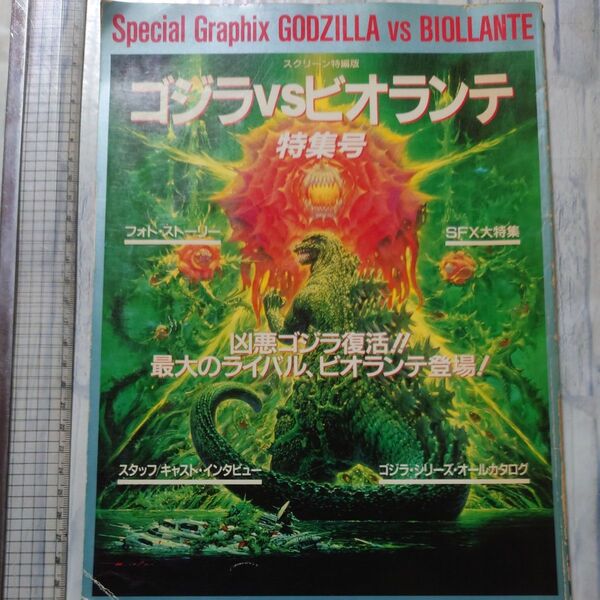 Special Graphix GODZILLA vs BIOLLANTE
スクリーン特編版
ゴジラvsビオランテ
特集号
フォト・ストーリー
SFX大特集
凶悪ゴジラ復活!!
最大のライバル、ビオランテ登場!
スタッフ/キャスト・インタビュー
ゴジラ・シリーズ・オールカタログ